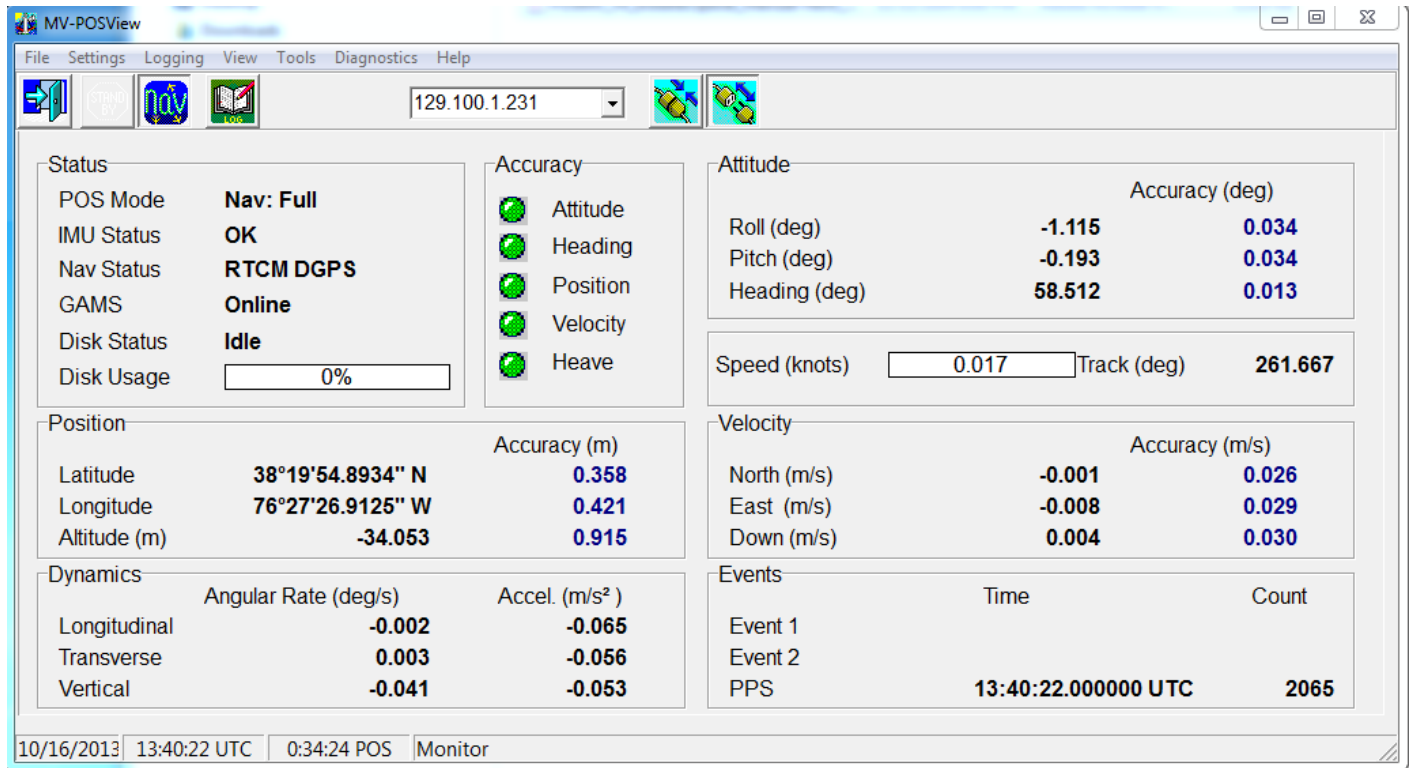 MV-POSView
File Settings Logging View Tools Diagnostics Help
STAND BY nav LOG 129.100.1.231
Status
POS Mode Nav: Full
IMU Status OK
Nav Status RTCM DGPS
GAMS Online
Disk Status Idle
Disk Usage 0%
Accuracy
Attitude
Heading
Position
Velocity
Heave
Attitude
Accuracy (deg)
Roll (deg) -1.115 0.034
Pitch (deg) -0.193 0.034
Heading (deg) 58.512 0.013
Speed (knots) 0.017 Track (deg) 261.667
Position
Accuracy (m)
Latitude 38°19'54.8934" N 0.358
Longitude 76°27'26.9125" W 0.421
Altitude (m) -34.053 0.915
Velocity
Accuracy (m/s)
North (m/s) -0.001 0.026
East (m/s) -0.008 0.029
Down (m/s) 0.004 0.030
Dynamics
Angular Rate (deg/s) Accel. (m/s²)
Longitudinal -0.002 -0.065
Transverse 0.003 -0.056
Vertical -0.041 -0.053
Events
Time Count
Event 1
Event 2
PPS 13:40:22.000000 UTC 2065
10/16/2013 13:40:22 UTC 0:34:24 POS Monitor